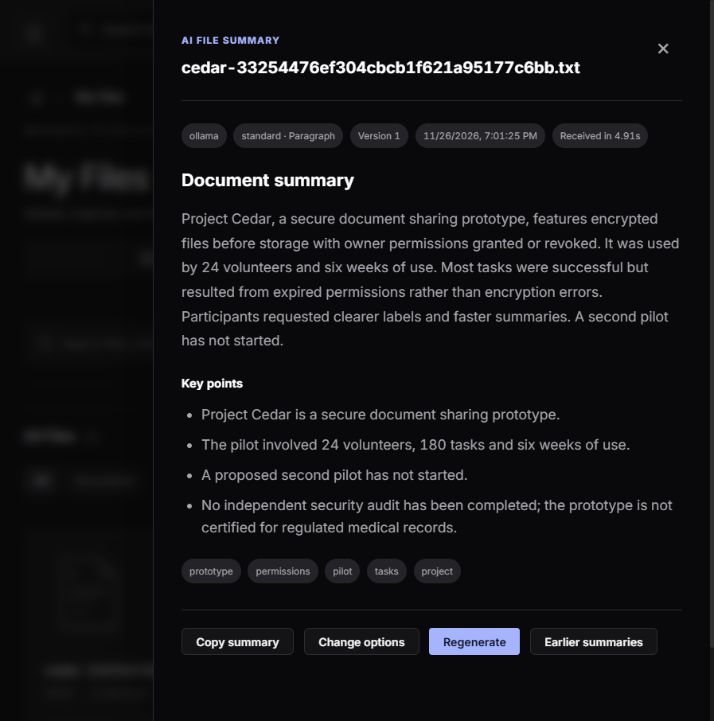 AI FILE SUMMARY
cedar-33254476ef304cbcb1f621a95177c6bb.txt
ollama
standard · Paragraph
Version 1
11/26/2026, 7:01:25 PM
Received in 4.91s
Document summary
Project Cedar, a secure document sharing prototype, features encrypted
files before storage with owner permissions granted or revoked. It was used
by 24 volunteers and six weeks of use. Most tasks were successful but
resulted from expired permissions rather than encryption errors.
Participants requested clearer labels and faster summaries. A second pilot
has not started.
Key points
• Project Cedar is a secure document sharing prototype.
• The pilot involved 24 volunteers, 180 tasks and six weeks of use.
• A proposed second pilot has not started.
• No independent security audit has been completed; the prototype is not
certified for regulated medical records.
prototype
permissions
pilot
tasks
project
Copy summary
Change options
Regenerate
Earlier summaries
My Files